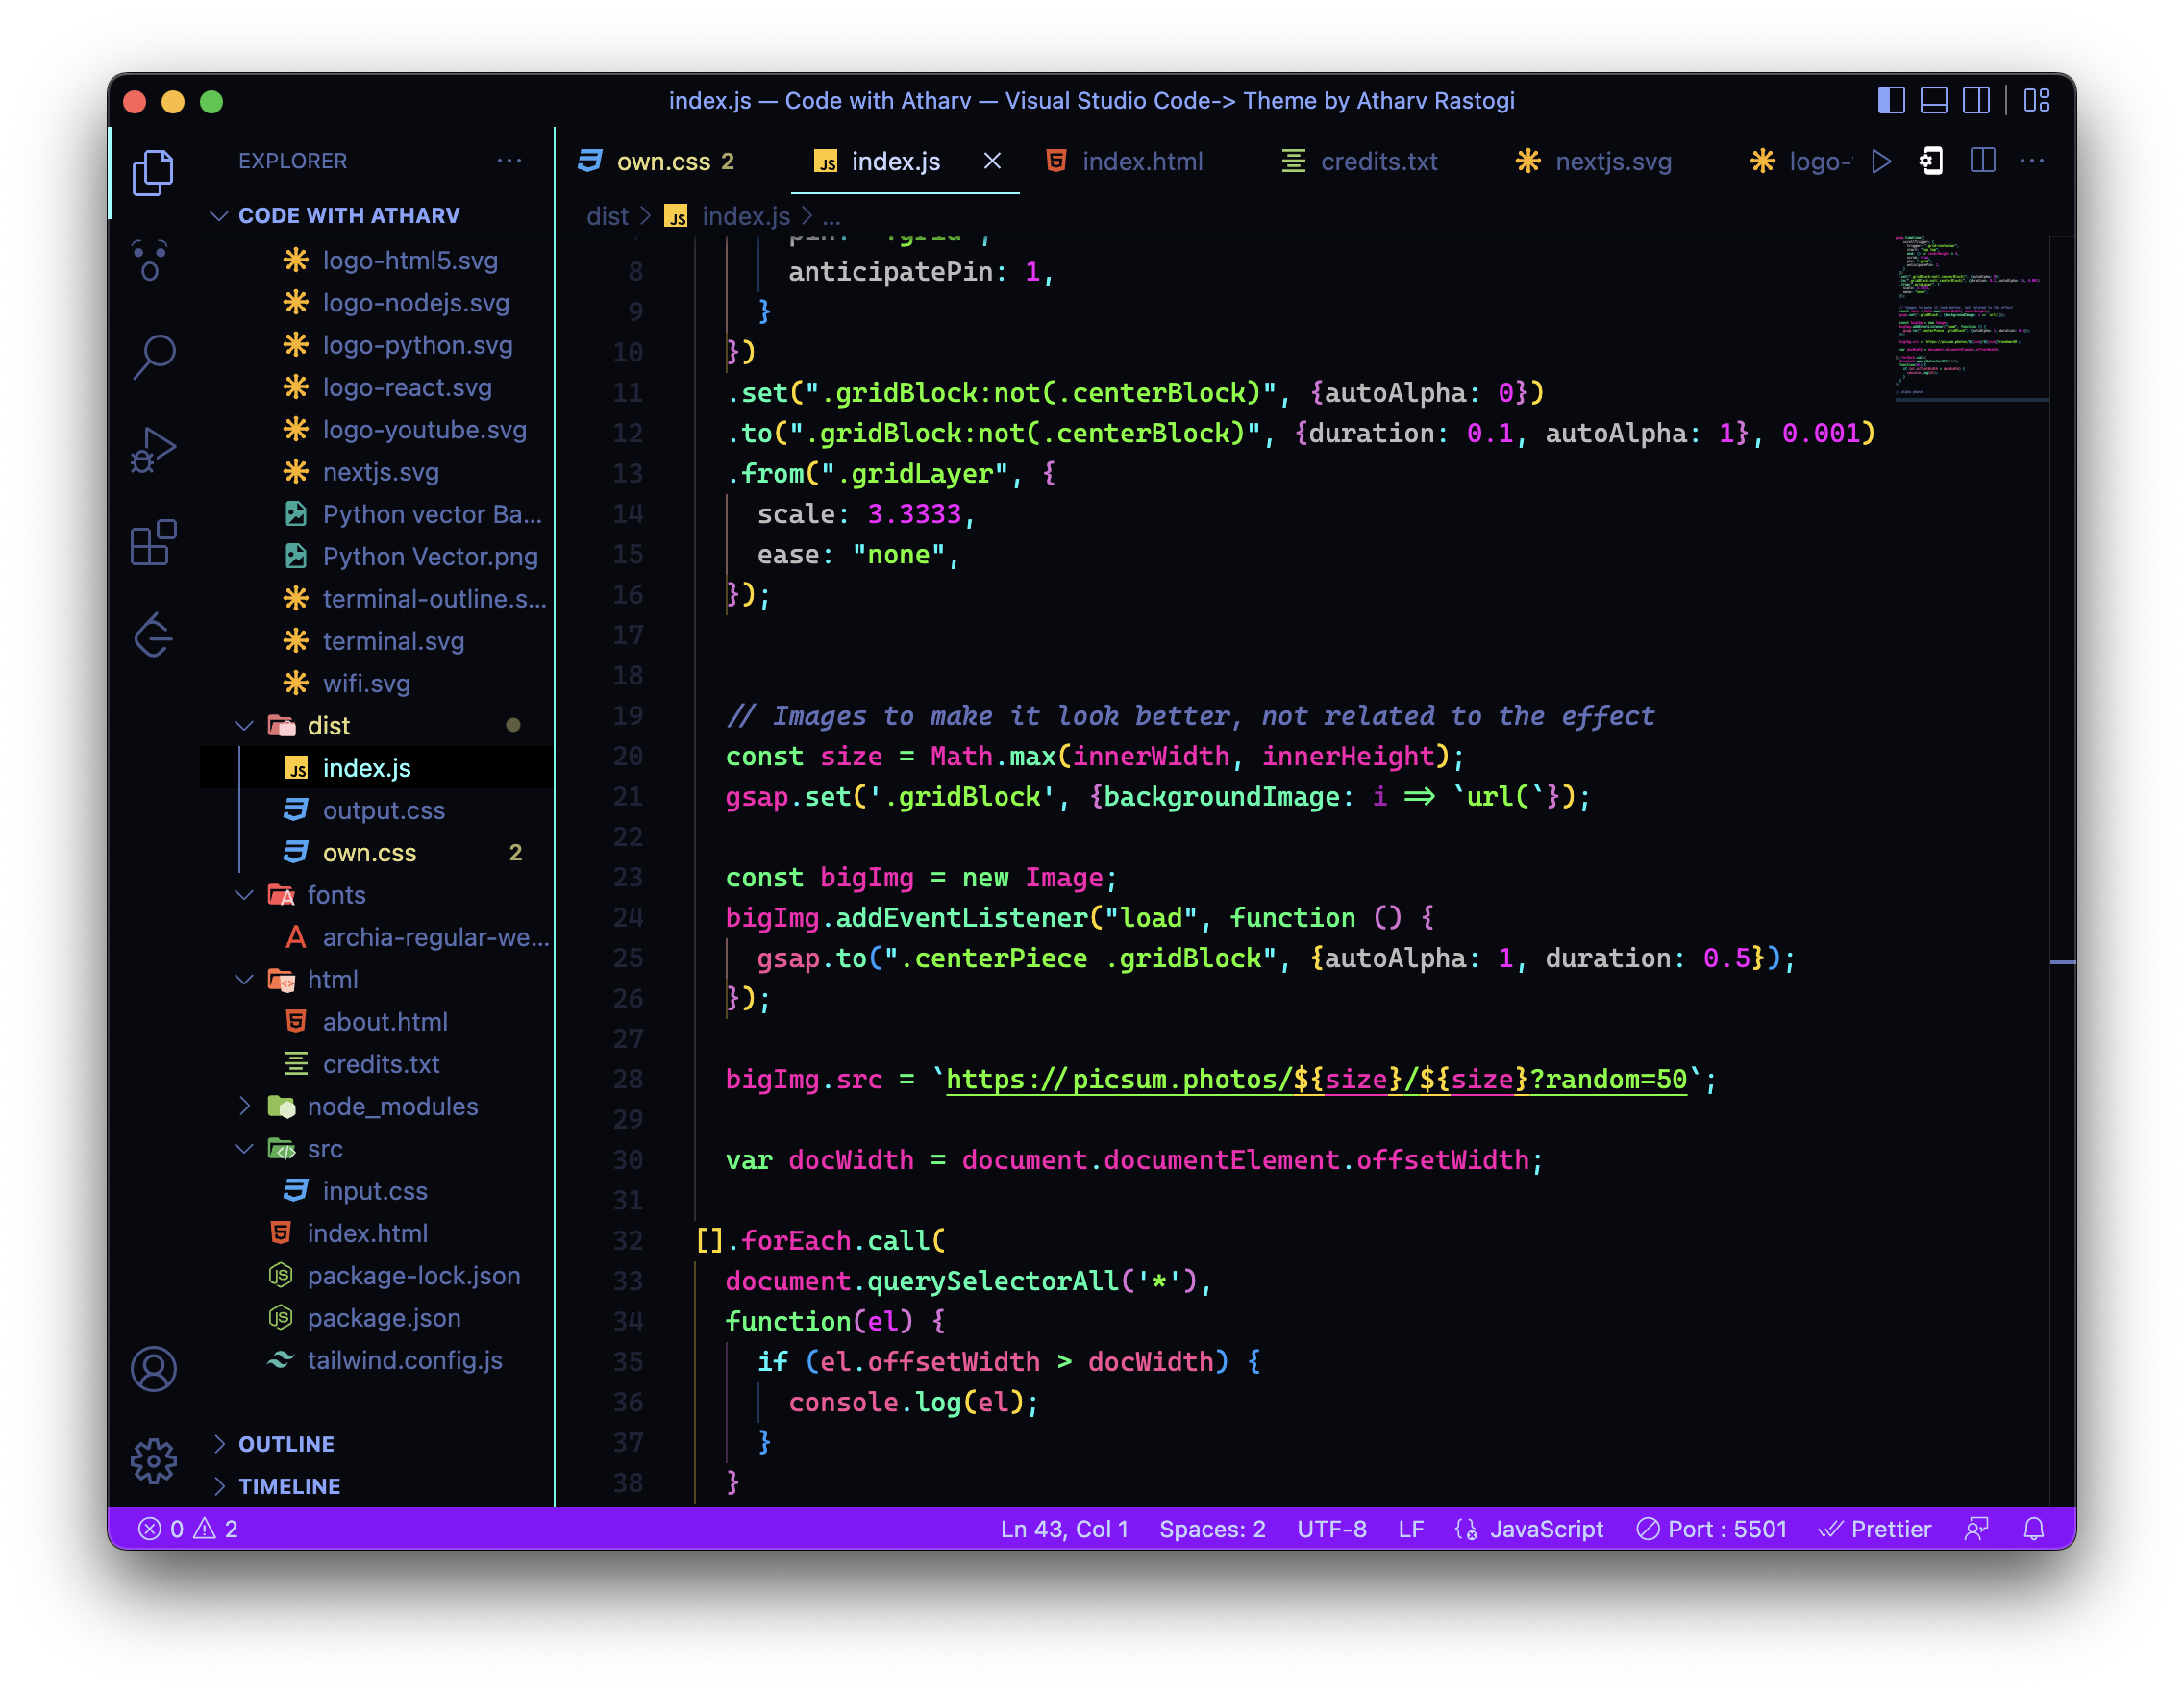 index.js — Code with Atharv — Visual Studio Code-> Theme by Atharv Rastogi
EXPLORER
CODE WITH ATHARV
logo-html5.svg
logo-nodejs.svg
logo-python.svg
logo-react.svg
logo-youtube.svg
nextjs.svg
Python vector Ba...
Python Vector.png
terminal-outline.s...
terminal.svg
wifi.svg
dist
index.js
output.css
own.css 2
fonts
archia-regular-we...
html
about.html
credits.txt
node_modules
src
input.css
index.html
package-lock.json
package.json
tailwind.config.js
OUTLINE
TIMELINE
own.css 2 index.js index.html credits.txt nextjs.svg logo-
dist > index.js > ...
pin: ".grid",
8 anticipatePin: 1,
9 }
10 })
11 .set(".gridBlock:not(.centerBlock)", {autoAlpha: 0})
12 .to(".gridBlock:not(.centerBlock)", {duration: 0.1, autoAlpha: 1}, 0.001)
13 .from(".gridLayer", {
14 scale: 3.3333,
15 ease: "none",
16 });
17
18
19 // Images to make it look better, not related to the effect
20 const size = Math.max(innerWidth, innerHeight);
21 gsap.set('.gridBlock', {backgroundImage: i => `url(`});
22
23 const bigImg = new Image;
24 bigImg.addEventListener("load", function () {
25 gsap.to(".centerPiece .gridBlock", {autoAlpha: 1, duration: 0.5});
26 });
27
28 bigImg.src = `https://picsum.photos/${size}/${size}?random=50`;
29
30 var docWidth = document.documentElement.offsetWidth;
31
32 [].forEach.call(
33 document.querySelectorAll('*'),
34 function(el) {
35 if (el.offsetWidth > docWidth) {
36 console.log(el);
37 }
38 }
0 2 Ln 43, Col 1 Spaces: 2 UTF-8 LF JavaScript Port : 5501 Prettier